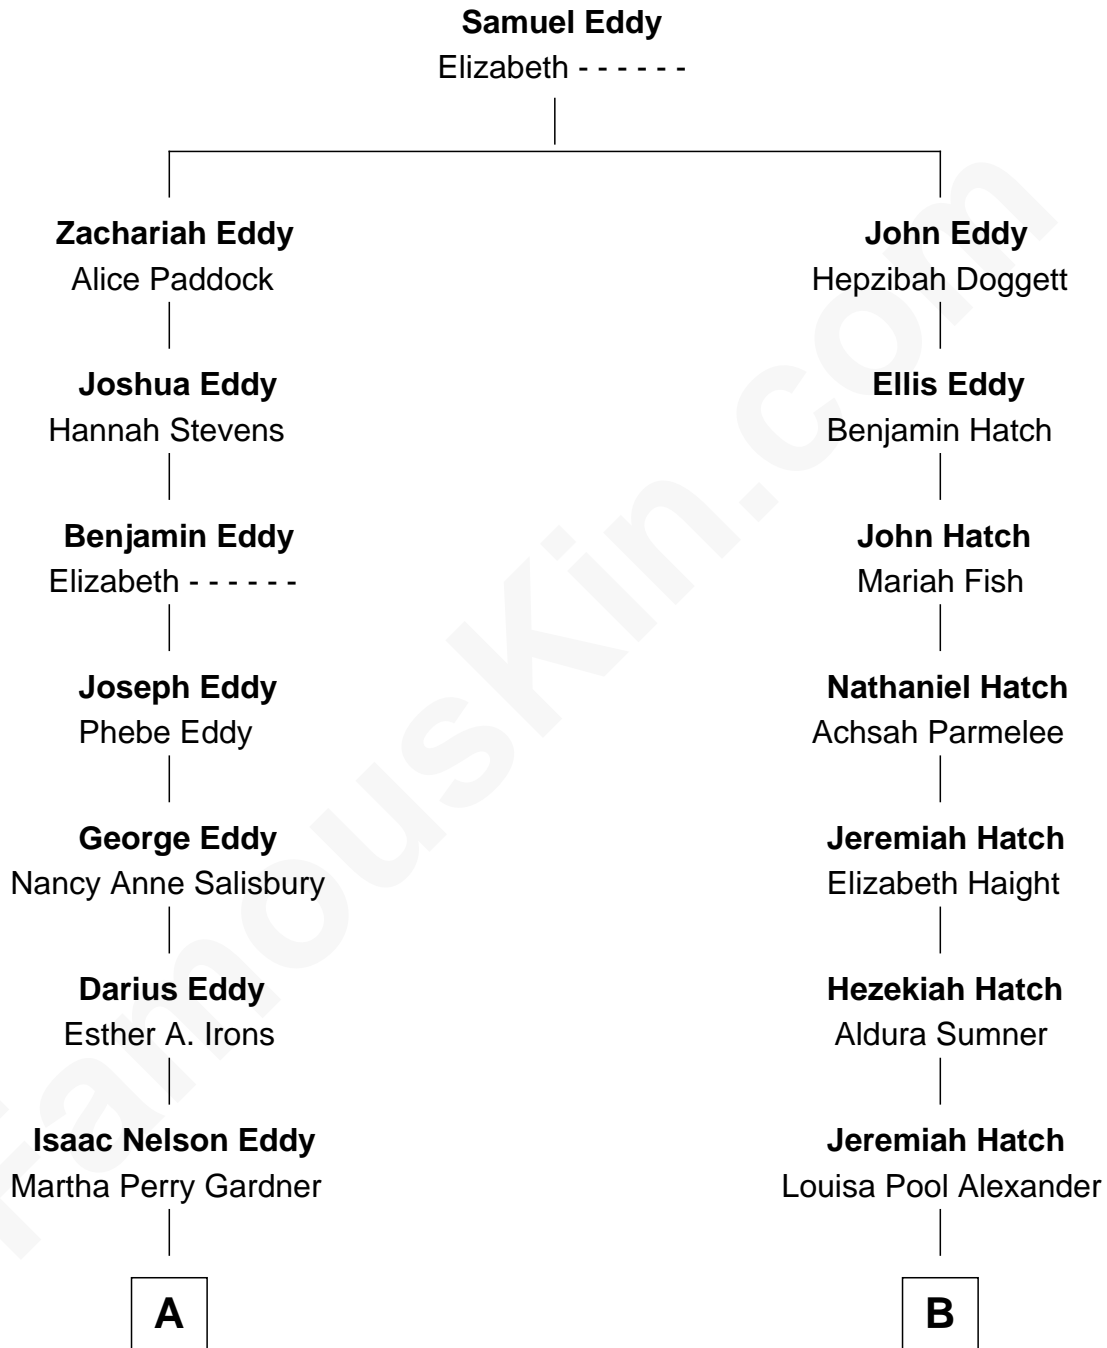 Samuel Eddy
Elizabeth - - - - - -
Zachariah Eddy
Alice Paddock
Joshua Eddy
Hannah Stevens
Benjamin Eddy
Elizabeth - - - - - -
Joseph Eddy
Phebe Eddy
George Eddy
Nancy Anne Salisbury
Darius Eddy
Esther A. Irons
Isaac Nelson Eddy
Martha Perry Gardner
A
John Eddy
Hepzibah Doggett
Ellis Eddy
Benjamin Hatch
John Hatch
Mariah Fish
Nathaniel Hatch
Achsah Parmelee
Jeremiah Hatch
Elizabeth Haight
Hezekiah Hatch
Aldura Sumner
Jeremiah Hatch
Louisa Pool Alexander
B
FamousKin.com